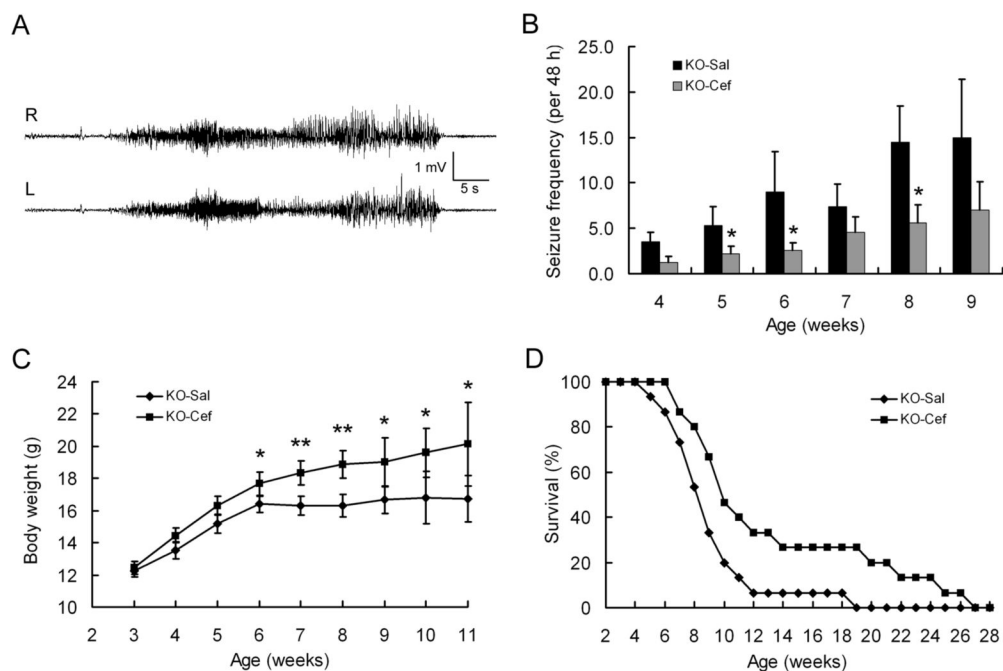 A
R
L
1 mV
5 s
B
Seizure frequency (per 48 h)
25.0
20.0
15.0
10.0
5.0
0.0
KO-Sal
KO-Cef
* * *
4 5 6 7 8 9
Age (weeks)
C
Body weight (g)
24
22
20
18
16
14
12
10
KO-Sal
KO-Cef
* ** ** * * *
2 3 4 5 6 7 8 9 10 11
Age (weeks)
D
Survival (%)
100
80
60
40
20
0
KO-Sal
KO-Cef
2 4 6 8 10 12 14 16 18 20 22 24 26 28
Age (weeks)